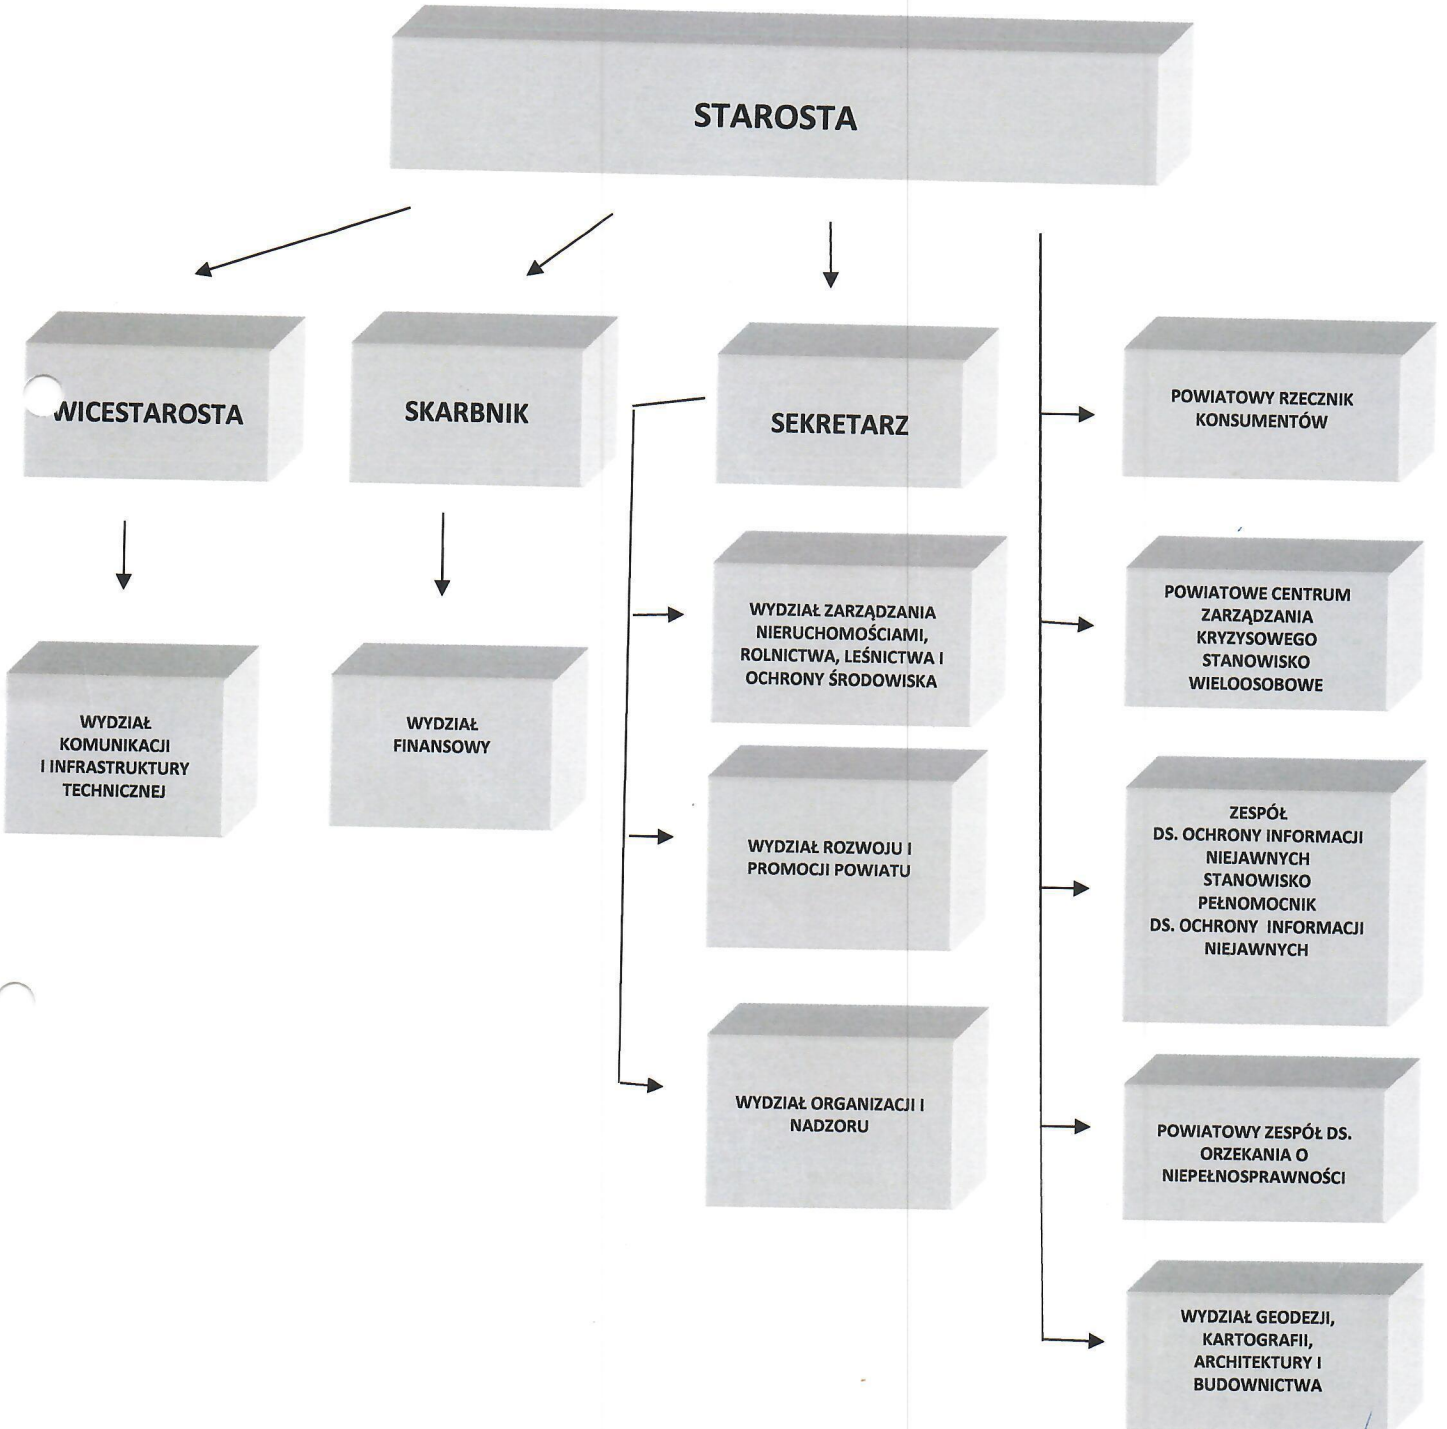 STAROSTA
WICESTAROSTA
SKARBNIK
SEKRETARZ
POWIATOWY RZECZNIK
KONSUMENTÓW
WYDZIAŁ
KOMUNIKACJI
I INFRASTRUKTURY
TECHNICZNEJ
WYDZIAŁ
FINANSOWY
WYDZIAŁ ZARZĄDZANIA
NIERUCHOMOŚCIAMI,
ROLNICTWA, LEŚNICTWA I
OCHRONY ŚRODOWISKA
WYDZIAŁ ROZWOJU I
PROMOCJI POWIATU
WYDZIAŁ ORGANIZACJI I
NADZORU
POWIATOWE CENTRUM
ZARZĄDZANIA
KRYZYSOWEGO
STANOWISKO
WIELOOSOBOWE
ZESPÓŁ
DS. OCHRONY INFORMACJI
NIEJAWNYCH
STANOWISKO
PEŁNOMOCNIK
DS. OCHRONY INFORMACJI
NIEJAWNYCH
POWIATOWY ZESPÓŁ DS.
ORZEKANIA O
NIEPEŁNOSPRAWNOŚCI
WYDZIAŁ GEODEZJI,
KARTOGRAFII,
ARCHITEKTURY I
BUDOWNICTWA